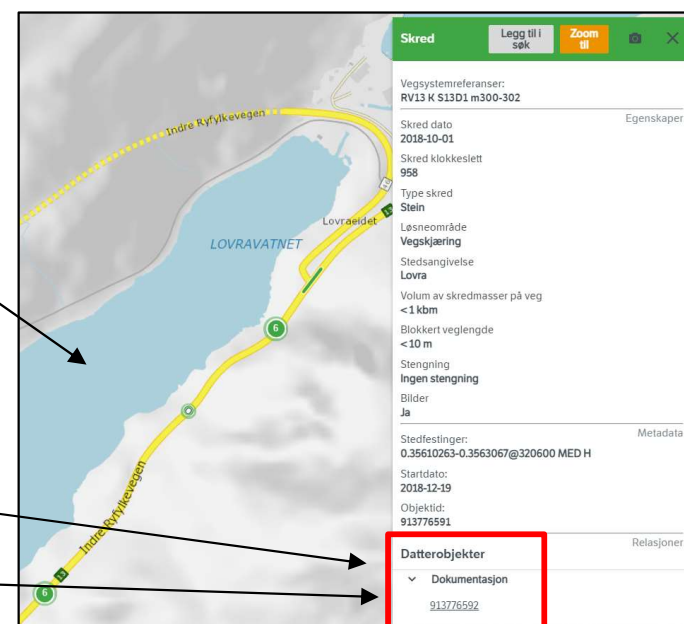 Indre Ryfylkevegen
Lovraeidet
LOVRAVATNET
46
13
6
Indre Ryfylkevegen
13
6
Skred
Legg til i
søk
Zoom
til
Vegsystemreferanser:
RV13 K S13D1 m300-302
Egenskaper
Skred dato
2018-10-01
Skred klokkeslett
958
Type skred
Stein
Løsneområde
Vegskjæring
Stedsangivelse
Lovra
Volum av skredmasser på veg
<1 kbm
Blokkert veglengde
<10 m
Stengning
Ingen stengning
Bilder
Ja
Metadata
Stedfestinger:
0.35610263-0.3563067@320600 MED H
Startdato:
2018-12-19
Objektid:
913776591
Relasjoner
Datterobjekter
Dokumentasjon
913776592